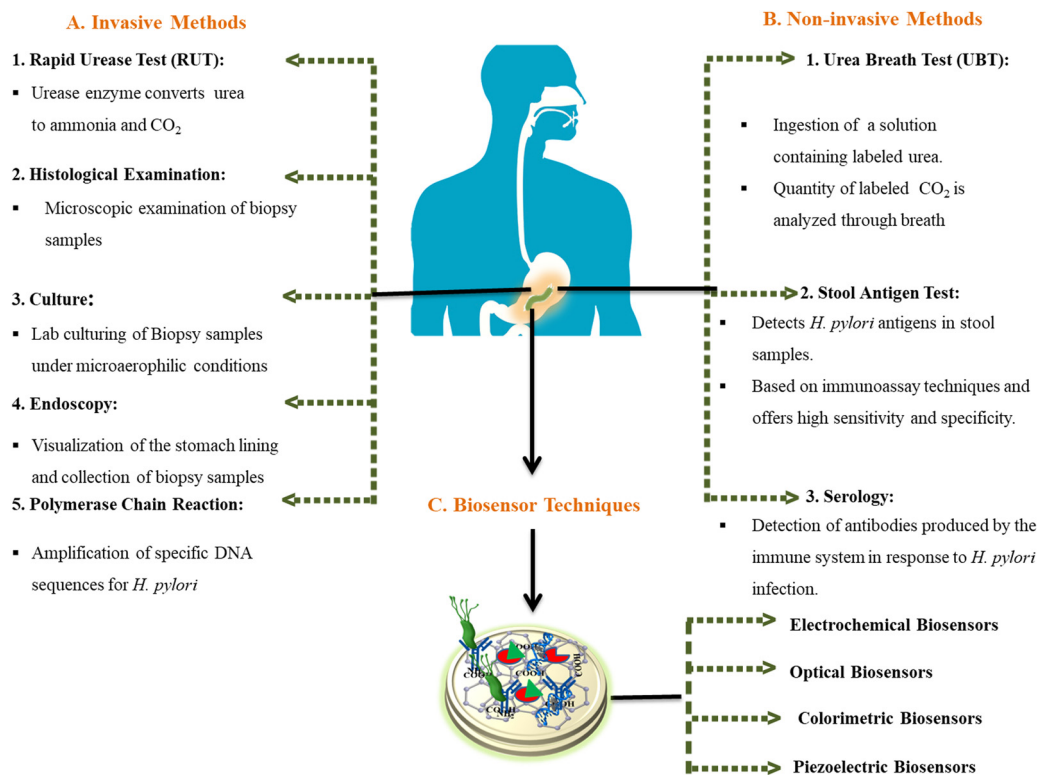 A. Invasive Methods
1. Rapid Urease Test (RUT):
▪ Urease enzyme converts urea
to ammonia and CO₂
2. Histological Examination:
▪ Microscopic examination of biopsy
samples
3. Culture:
▪ Lab culturing of Biopsy samples
under microaerophilic conditions
4. Endoscopy:
▪ Visualization of the stomach lining
and collection of biopsy samples
5. Polymerase Chain Reaction:
▪ Amplification of specific DNA
sequences for H. pylori
B. Non-invasive Methods
1. Urea Breath Test (UBT):
▪ Ingestion of a solution
containing labeled urea.
▪ Quantity of labeled CO₂ is
analyzed through breath
2. Stool Antigen Test:
▪ Detects H. pylori antigens in stool
samples.
▪ Based on immunoassay techniques and
offers high sensitivity and specificity.
3. Serology:
▪ Detection of antibodies produced by the
immune system in response to H. pylori
infection.
C. Biosensor Techniques
COOH
Electrochemical Biosensors
Optical Biosensors
Colorimetric Biosensors
Piezoelectric Biosensors